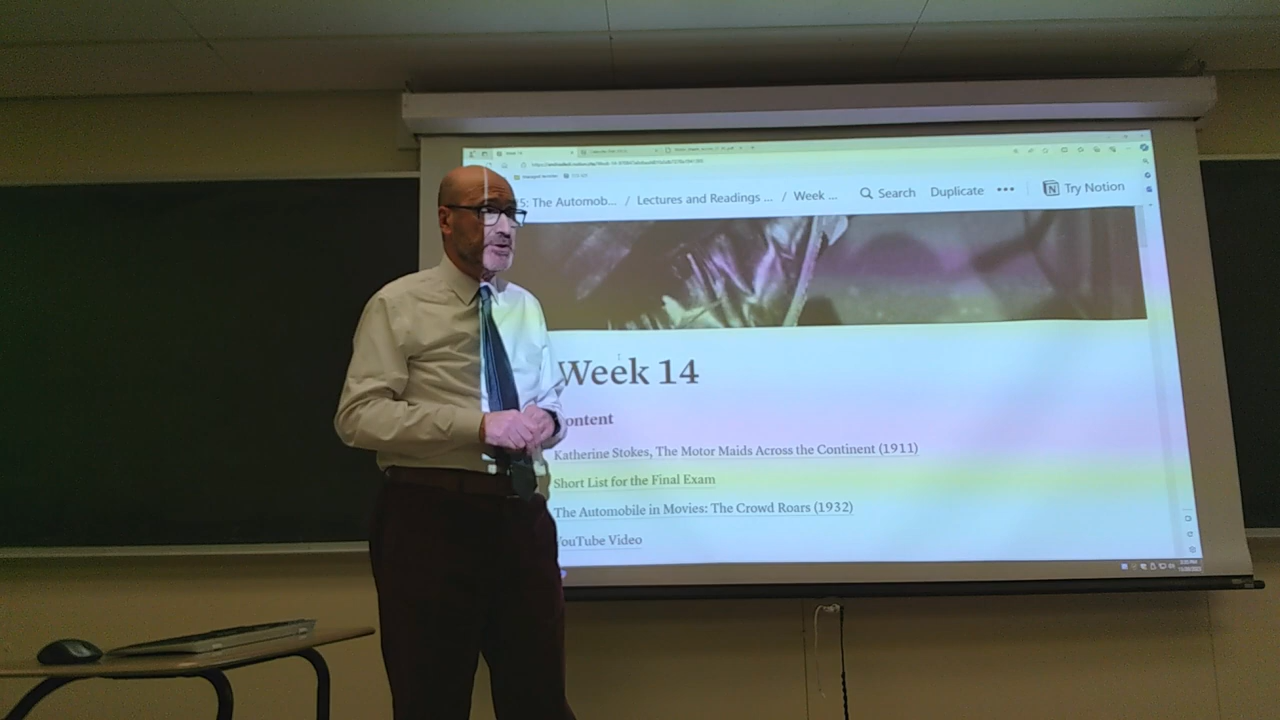 5: The Automob... / Lectures and Readings ... / Week ... Search Duplicate ••• Try Notion
Week 14
ontent
Katherine Stokes, The Motor Maids Across the Continent (1911)
Short List for the Final Exam
The Automobile in Movies: The Crowd Roars (1932)
YouTube Video